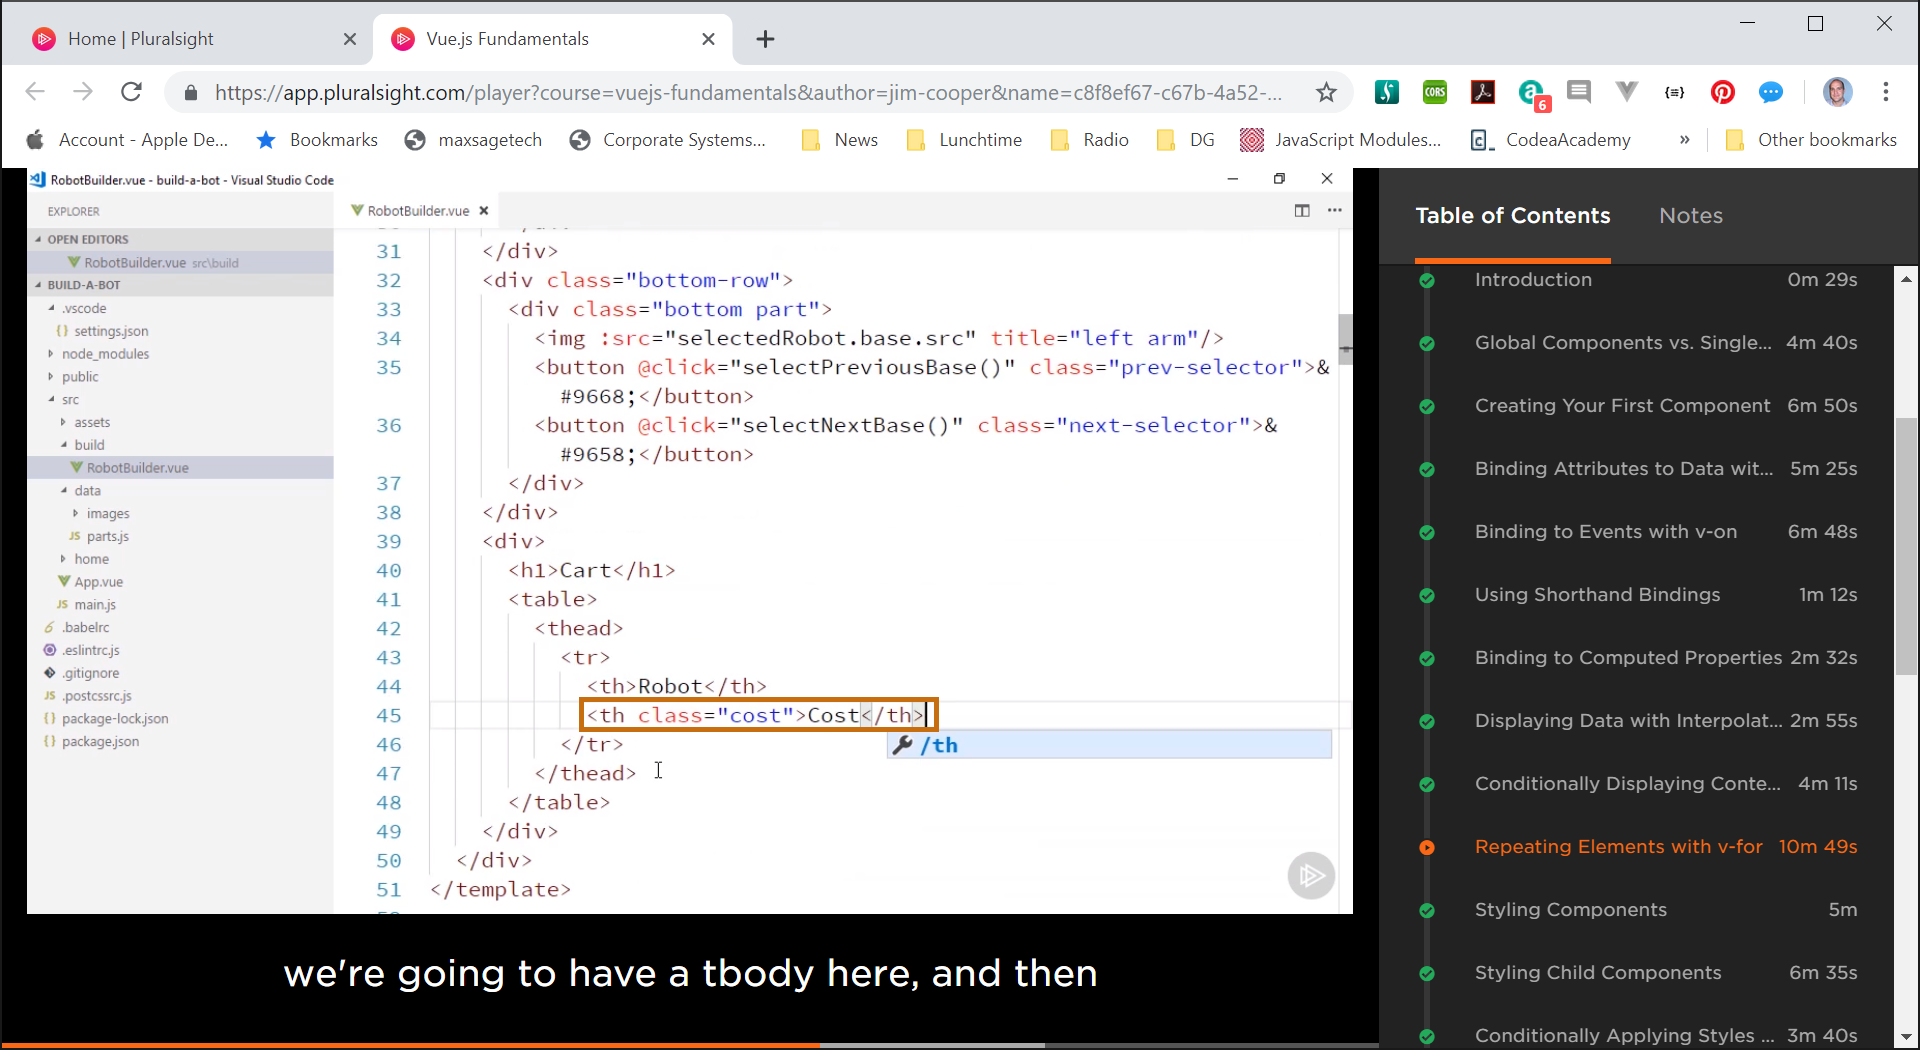 Home | Pluralsight
Vue.js Fundamentals
https://app.pluralsight.com/player?course=vuejs-fundamentals&author=jim-cooper&name=c8f8ef67-c67b-4a52-...
CORS
6
Account - Apple De...
Bookmarks
maxsagetech
Corporate Systems...
News
Lunchtime
Radio
DG
JavaScript Modules...
CodeaAcademy
»
Other bookmarks
RobotBuilder.vue - build-a-bot - Visual Studio Code
EXPLORER
OPEN EDITORS
RobotBuilder.vue src\build
BUILD-A-BOT
.vscode
{} settings.json
node_modules
public
src
assets
build
RobotBuilder.vue
data
images
JS parts.js
home
App.vue
JS main.js
.babelrc
.eslintrc.js
.gitignore
JS .postcssrc.js
{} package-lock.json
{} package.json
RobotBuilder.vue
31 </div>
32 <div class="bottom-row">
33 <div class="bottom part">
34 <img :src="selectedRobot.base.src" title="left arm"/>
35 <button @click="selectPreviousBase()" class="prev-selector">&
#9668;</button>
36 <button @click="selectNextBase()" class="next-selector">&
#9658;</button>
37 </div>
38 </div>
39 <div>
40 <h1>Cart</h1>
41 <table>
42 <thead>
43 <tr>
44 <th>Robot</th>
45 <th class="cost">Cost</th>
46 </tr>
/th
47 </thead>
48 </table>
49 </div>
50 </div>
51 </template>
we're going to have a tbody here, and then
Table of Contents
Notes
Introduction 0m 29s
Global Components vs. Single... 4m 40s
Creating Your First Component 6m 50s
Binding Attributes to Data wit... 5m 25s
Binding to Events with v-on 6m 48s
Using Shorthand Bindings 1m 12s
Binding to Computed Properties 2m 32s
Displaying Data with Interpolat... 2m 55s
Conditionally Displaying Conte... 4m 11s
Repeating Elements with v-for 10m 49s
Styling Components 5m
Styling Child Components 6m 35s
Conditionally Applying Styles ... 3m 40s